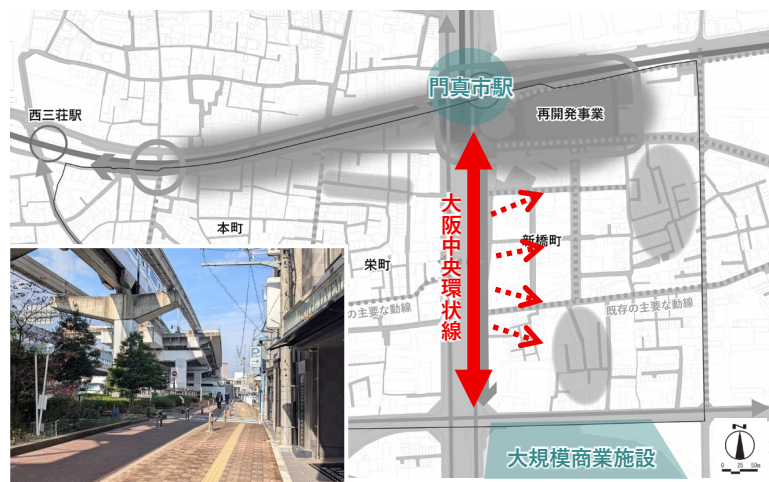 門真市駅
再開発事業
西三荘駅
本町
大阪中央環状線
新橋町
栄町
の主要な動線
既存の主要な動線
大規模商業施設
N
0 25 50m
P